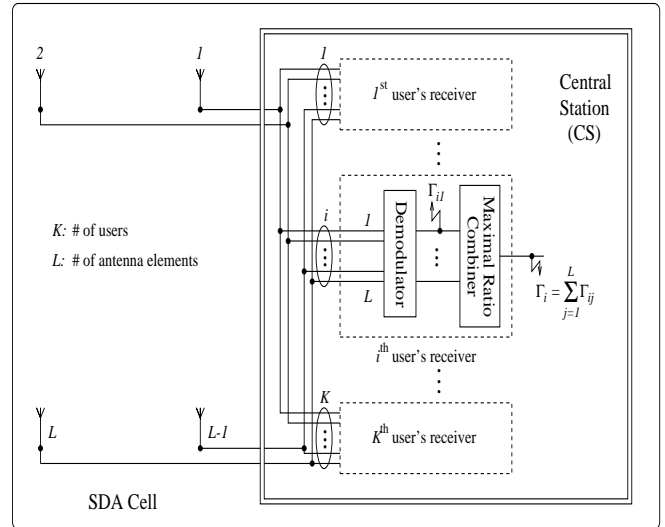 2
1
1
1st user's receiver
Central
Station
(CS)
K: # of users
L: # of antenna elements
i
1
L
Demodulator
Γi1
Maximal Ratio
Combiner
Γi = ∑ Γij
L
j=1
ith user's receiver
K
Kth user's receiver
L
L-1
SDA Cell